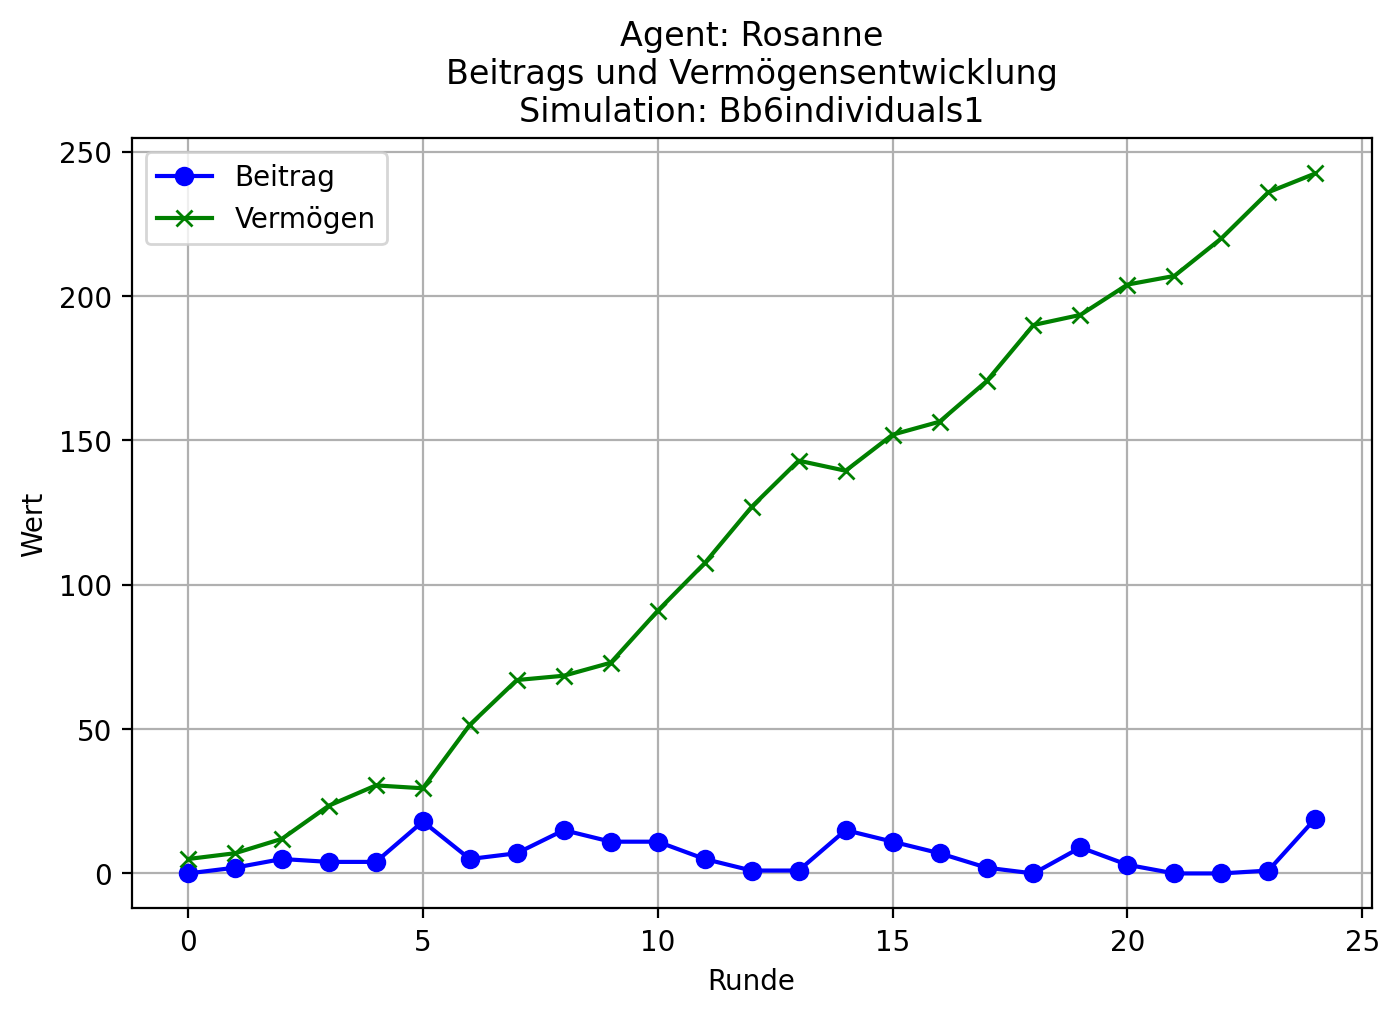 Agent: Rosanne
Beitrags und Vermögensentwicklung
Simulation: Bb6individuals1
Beitrag
Vermögen
250
200
150
100
50
0
Wert
0 5 10 15 20 25
Runde